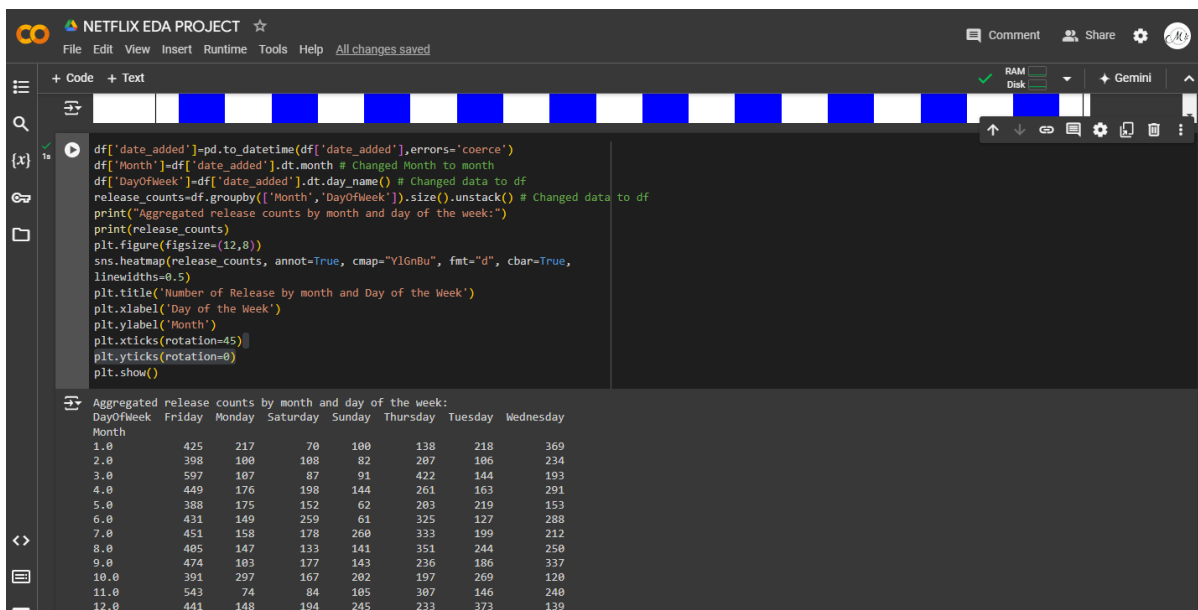 NETFLIX EDA PROJECT
Comment Share
File Edit View Insert Runtime Tools Help All changes saved
+ Code + Text
RAM
Disk
Gemini
{x}
1s
df['date_added']=pd.to_datetime(df['date_added'],errors='coerce')
df['Month']=df['date_added'].dt.month # Changed Month to month
df['DayOfWeek']=df['date_added'].dt.day_name() # Changed data to df
release_counts=df.groupby(['Month','DayOfWeek']).size().unstack() # Changed data to df
print("Aggregated release counts by month and day of the week:")
print(release_counts)
plt.figure(figsize=(12,8))
sns.heatmap(release_counts, annot=True, cmap="YlGnBu", fmt="d", cbar=True,
linewidths=0.5)
plt.title('Number of Release by month and Day of the Week')
plt.xlabel('Day of the Week')
plt.ylabel('Month')
plt.xticks(rotation=45)
plt.yticks(rotation=0)
plt.show()
Aggregated release counts by month and day of the week:
DayOfWeek Friday Monday Saturday Sunday Thursday Tuesday Wednesday
Month
1.0 425 217 70 100 138 218 369
2.0 398 100 108 82 207 106 234
3.0 597 107 87 91 422 144 193
4.0 449 176 198 144 261 163 291
5.0 388 175 152 62 203 219 153
6.0 431 149 259 61 325 127 288
7.0 451 158 178 260 333 199 212
8.0 405 147 133 141 351 244 250
9.0 474 103 177 143 236 186 337
10.0 391 297 167 202 197 269 120
11.0 543 74 84 105 307 146 240
12.0 441 148 194 245 233 373 139